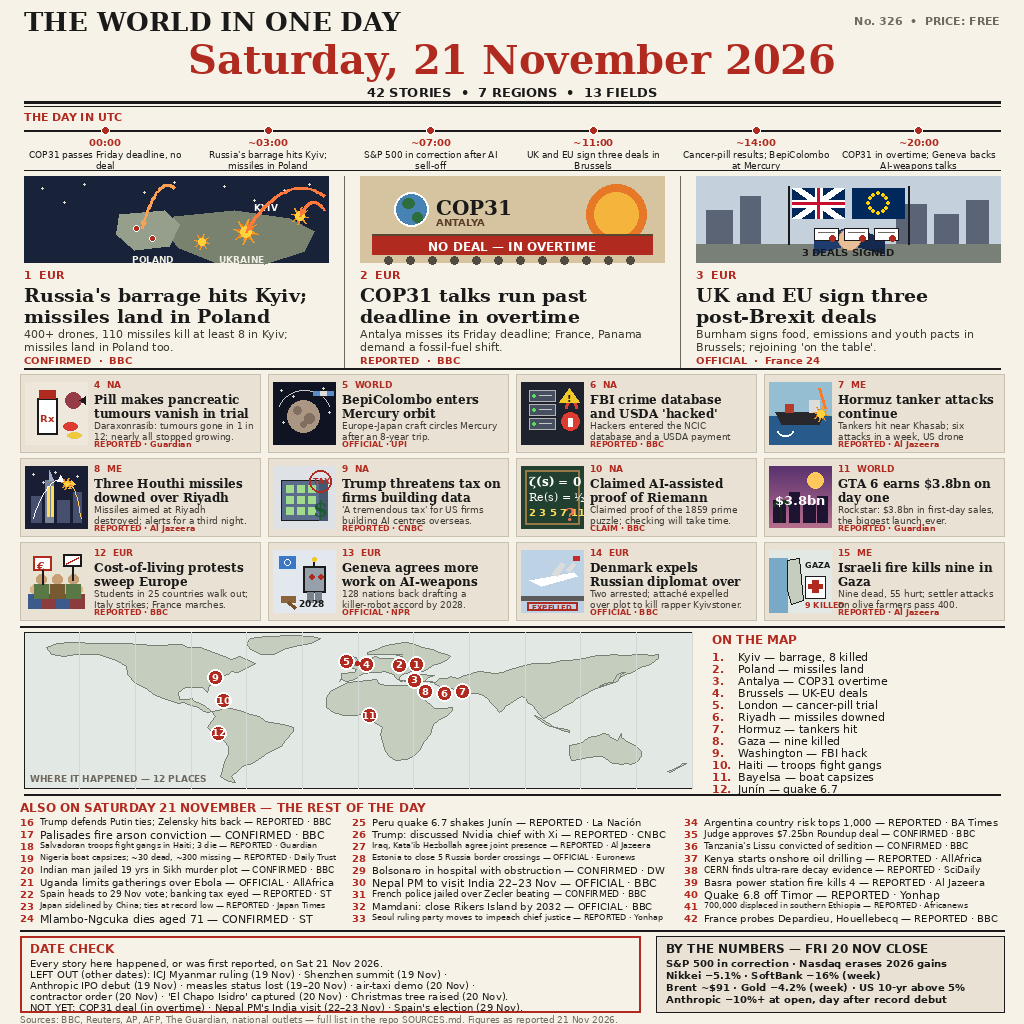 THE WORLD IN ONE DAY
No. 326 • PRICE: FREE
Saturday, 21 November 2026
42 STORIES • 7 REGIONS • 13 FIELDS
THE DAY IN UTC
00:00
COP31 passes Friday deadline, no
deal
~03:00
Russia's barrage hits Kyiv;
missiles in Poland
~07:00
S&P 500 in correction after AI
sell-off
~11:00
UK and EU sign three deals in
Brussels
~14:00
Cancer-pill results; BepiColombo
at Mercury
~20:00
COP31 in overtime; Geneva backs
AI-weapons talks
KYIV
POLAND
UKRAINE
1 EUR
Russia's barrage hits Kyiv;
missiles land in Poland
400+ drones, 110 missiles kill at least 8 in Kyiv;
missiles land in Poland too.
CONFIRMED · BBC
COP31
ANTALYA
NO DEAL — IN OVERTIME
2 EUR
COP31 talks run past
deadline in overtime
Antalya misses its Friday deadline; France, Panama
demand a fossil-fuel shift.
REPORTED · BBC
3 DEALS SIGNED
3 EUR
UK and EU sign three
post-Brexit deals
Burnham signs food, emissions and youth pacts in
Brussels; rejoining 'on the table'.
OFFICIAL · France 24
Rx
4 NA
Pill makes pancreatic
tumours vanish in trial
Daraxonrasib: tumours gone in 1 in
12; nearly all stopped growing.
REPORTED · Guardian
5 WORLD
BepiColombo enters
Mercury orbit
Europe-Japan craft circles Mercury
after an 8-year trip.
OFFICIAL · UPI
6 NA
FBI crime database
and USDA 'hacked'
Hackers entered the NCIC
database and a USDA payment
REPORTED · BBC
7 ME
Hormuz tanker attacks
continue
Tankers hit near Khasab; six
attacks in a week, US drone
REPORTED · Al Jazeera
8 ME
Three Houthi missiles
downed over Riyadh
Missiles aimed at Riyadh
destroyed; alerts for a third night.
REPORTED · Al Jazeera
TAX
$
9 NA
Trump threatens tax on
firms building data
'A tremendous tax' for US firms
building AI centres overseas.
REPORTED · CNBC
ζ(s) = 0
Re(s) = ½
2 3 5 7 11
?
10 NA
Claimed AI-assisted
proof of Riemann
Claimed proof of the 1859 prime
puzzle; checking will take time.
CLAIM · BBC
$3.8bn
11 WORLD
GTA 6 earns $3.8bn on
day one
Rockstar: $3.8bn in first-day sales,
the biggest launch ever.
REPORTED · Guardian
€
12 EUR
Cost-of-living protests
sweep Europe
Students in 25 countries walk out;
Italy strikes; France marches.
REPORTED · BBC
2028
13 EUR
Geneva agrees more
work on AI-weapons
128 nations back drafting a
killer-robot accord by 2028.
OFFICIAL · NPR
EXPELLED
14 EUR
Denmark expels
Russian diplomat over
Two arrested; attaché expelled
over plot to kill rapper Kyivstoner.
OFFICIAL · BBC
GAZA
9 KILLED
15 ME
Israeli fire kills nine in
Gaza
Nine dead, 55 hurt; settler attacks
on olive farmers pass 400.
REPORTED · Al Jazeera
5
4
2
1
3
8
6
7
9
10
11
12
WHERE IT HAPPENED — 12 PLACES
ON THE MAP
1. Kyiv — barrage, 8 killed
2. Poland — missiles land
3. Antalya — COP31 overtime
4. Brussels — UK-EU deals
5. London — cancer-pill trial
6. Riyadh — missiles downed
7. Hormuz — tankers hit
8. Gaza — nine killed
9. Washington — FBI hack
10. Haiti — troops fight gangs
11. Bayelsa — boat capsizes
12. Junín — quake 6.7
ALSO ON SATURDAY 21 NOVEMBER — THE REST OF THE DAY
16 Trump defends Putin ties; Zelensky hits back — REPORTED · BBC
17 Palisades fire arson conviction — CONFIRMED · BBC
18 Salvadoran troops fight gangs in Haiti; 3 die — REPORTED · Guardian
19 Nigeria boat capsizes; ~30 dead, ~300 missing — REPORTED · Daily Trust
20 Indian man jailed 19 yrs in Sikh murder plot — CONFIRMED · BBC
21 Uganda limits gatherings over Ebola — OFFICIAL · AllAfrica
22 Spain heads to 29 Nov vote; banking tax eyed — REPORTED · ST
23 Japan sidelined by China; ties at record low — REPORTED · Japan Times
24 Mlambo-Ngcuka dies aged 71 — CONFIRMED · ST
25 Peru quake 6.7 shakes Junín — REPORTED · La Nación
26 Trump: discussed Nvidia chief with Xi — REPORTED · CNBC
27 Iraq, Kata'ib Hezbollah agree joint presence — REPORTED · Al Jazeera
28 Estonia to close 5 Russia border crossings — OFFICIAL · Euronews
29 Bolsonaro in hospital with obstruction — CONFIRMED · DW
30 Nepal PM to visit India 22–23 Nov — OFFICIAL · BBC
31 French police jailed over Zecler beating — CONFIRMED · BBC
32 Mamdani: close Rikers Island by 2032 — OFFICIAL · BBC
33 Seoul ruling party moves to impeach chief justice — REPORTED · Yonhap
34 Argentina country risk tops 1,000 — REPORTED · BA Times
35 Judge approves $7.25bn Roundup deal — CONFIRMED · BBC
36 Tanzania's Lissu convicted of sedition — CONFIRMED · BBC
37 Kenya starts onshore oil drilling — REPORTED · AllAfrica
38 CERN finds ultra-rare decay evidence — REPORTED · SciDaily
39 Basra power station fire kills 4 — REPORTED · Al Jazeera
40 Quake 6.8 off Timor — REPORTED · Yonhap
41 700,000 displaced in southern Ethiopia — REPORTED · Africanews
42 France probes Depardieu, Houellebecq — REPORTED · BBC
DATE CHECK
Every story here happened, or was first reported, on Sat 21 Nov 2026.
LEFT OUT (other dates): ICJ Myanmar ruling (19 Nov) · Shenzhen summit (19 Nov) ·
Anthropic IPO debut (19 Nov) · measles status lost (19–20 Nov) · air-taxi demo (20 Nov) ·
contractor order (20 Nov) · 'El Chapo Isidro' captured (20 Nov) · Christmas tree raised (20 Nov).
NOT YET: COP31 deal (in overtime) · Nepal PM's India visit (22–23 Nov) · Spain's election (29 Nov).
BY THE NUMBERS — FRI 20 NOV CLOSE
S&P 500 in correction · Nasdaq erases 2026 gains
Nikkei −5.1% · SoftBank −16% (week)
Brent ~$91 · Gold −4.2% (week) · US 10-yr above 5%
Anthropic −10%+ at open, day after record debut
Sources: BBC, Reuters, AP, AFP, The Guardian, national outlets — full list in the repo SOURCES.md. Figures as reported 21 Nov 2026.